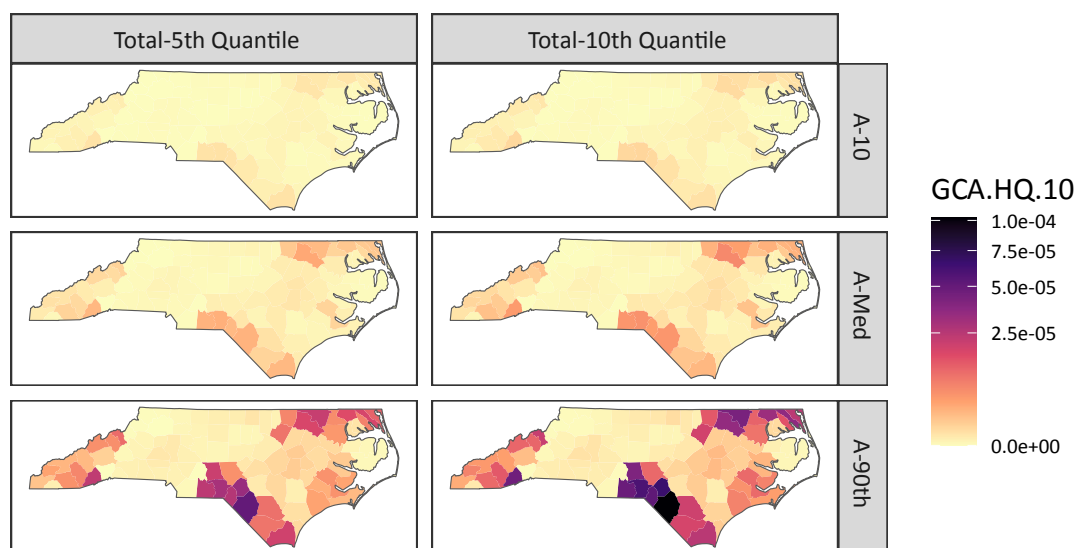 Total-5th Quantile
Total-10th Quantile
A-10
A-Med
A-90th
GCA.HQ.10
1.0e-04
7.5e-05
5.0e-05
2.5e-05
0.0e+00